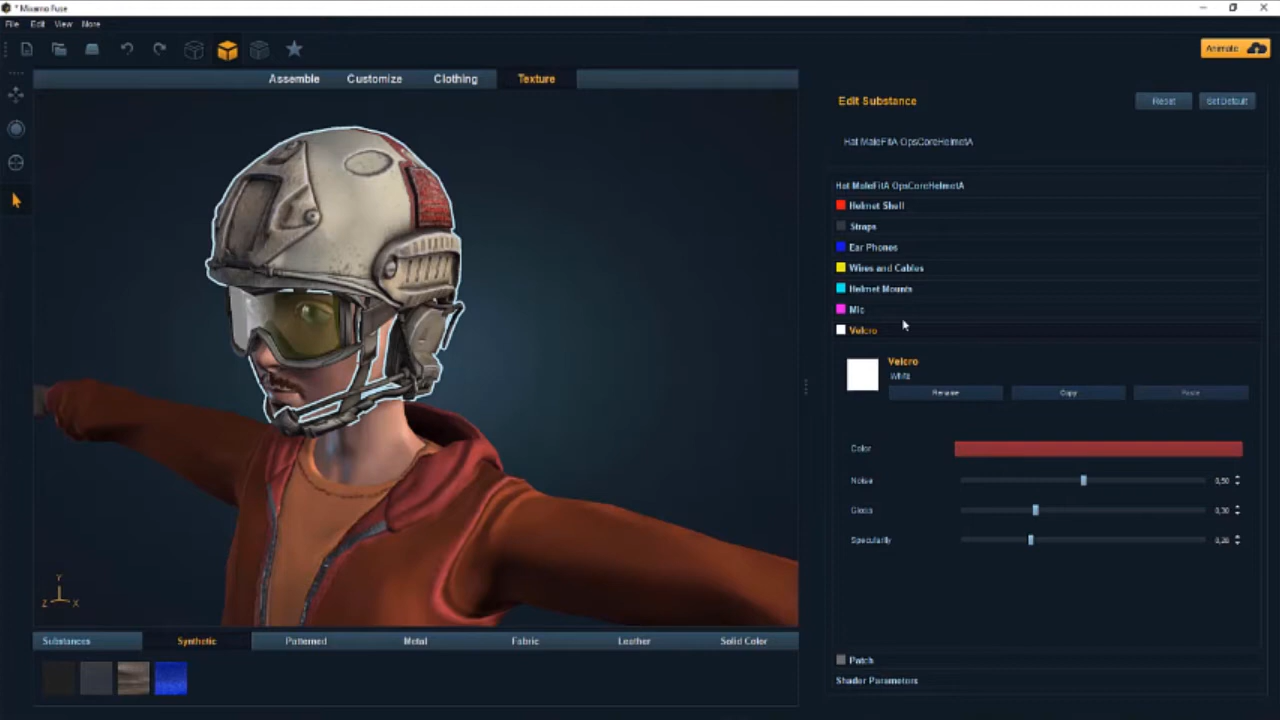 * Mixamo Fuse
File Edit View More
Animate
Assemble Customize Clothing Texture
Edit Substance
Reset Set Default
Hat MaleFitA OpsCoreHelmetA
Hat MaleFitA OpsCoreHelmetA
Helmet Shell
Straps
Ear Phones
Wires and Cables
Helmet Mounts
Mic
Velcro
Velcro
White
Rename Copy Paste
Color
Noise 0,50
Gloss 0,30
Specularity 0,28
Y
Z X
Substances Synthetic Patterned Metal Fabric Leather Solid Color
Patch
Shader Parameters